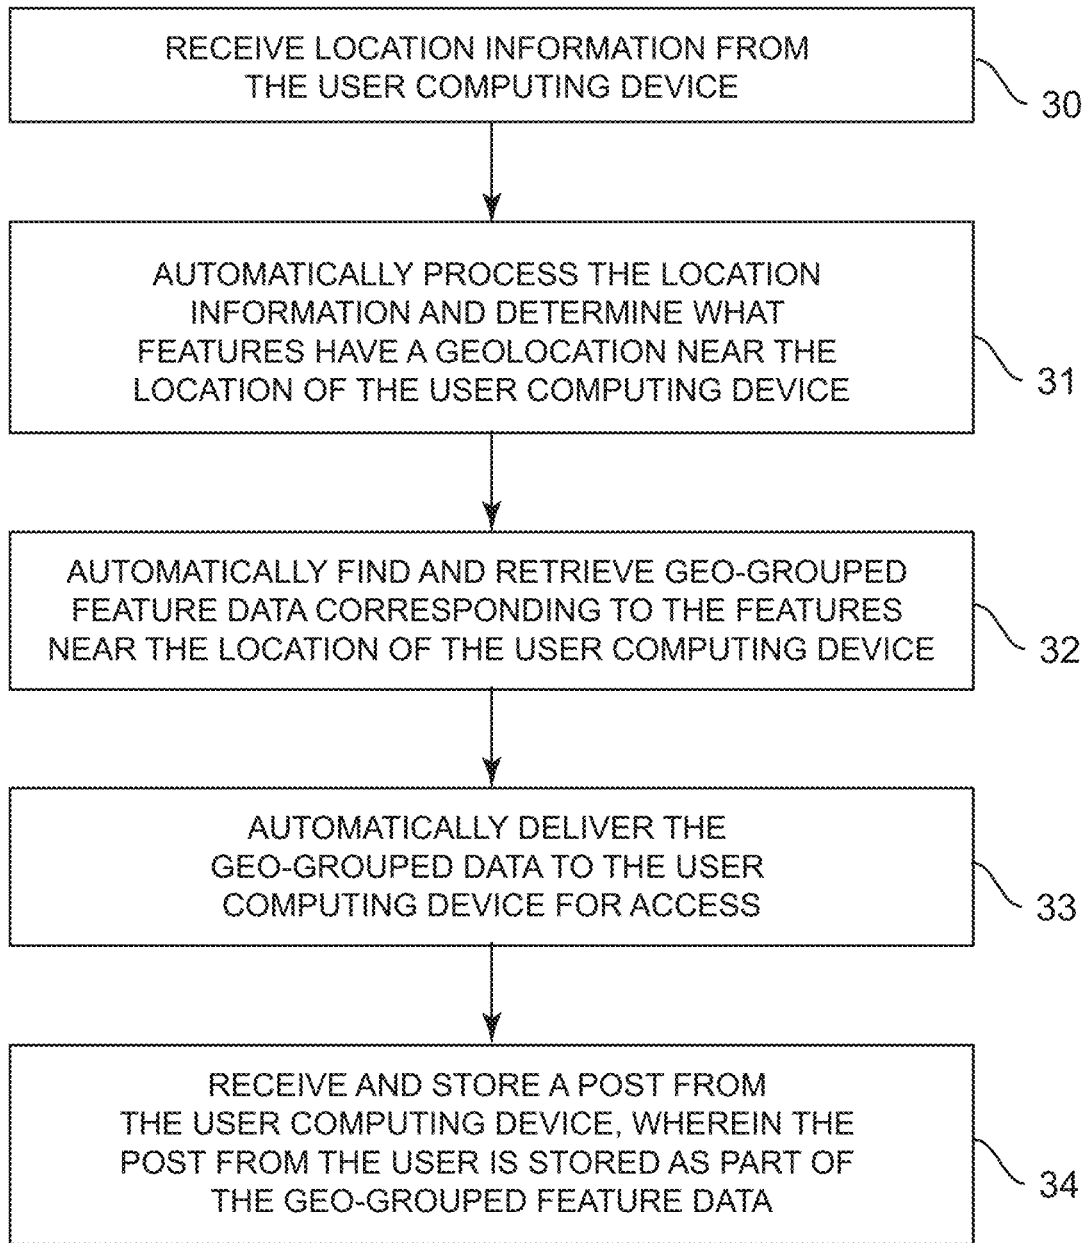 RECEIVE LOCATION INFORMATION FROM
THE USER COMPUTING DEVICE
30
AUTOMATICALLY PROCESS THE LOCATION
INFORMATION AND DETERMINE WHAT
FEATURES HAVE A GEOLOCATION NEAR THE
LOCATION OF THE USER COMPUTING DEVICE
31
AUTOMATICALLY FIND AND RETRIEVE GEO-GROUPED
FEATURE DATA CORRESPONDING TO THE FEATURES
NEAR THE LOCATION OF THE USER COMPUTING DEVICE
32
AUTOMATICALLY DELIVER THE
GEO-GROUPED DATA TO THE USER
COMPUTING DEVICE FOR ACCESS
33
RECEIVE AND STORE A POST FROM
THE USER COMPUTING DEVICE, WHEREIN THE
POST FROM THE USER IS STORED AS PART OF
THE GEO-GROUPED FEATURE DATA
34